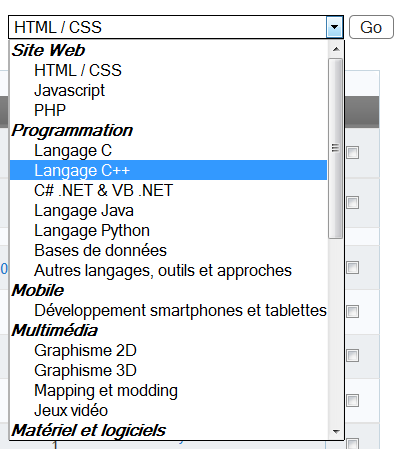 HTML / CSS
Go
Site Web
HTML / CSS
Javascript
PHP
Programmation
Langage C
Langage C++
C# .NET & VB .NET
Langage Java
Langage Python
Bases de données
Autres langages, outils et approches
Mobile
Développement smartphones et tablettes
Multimédia
Graphisme 2D
Graphisme 3D
Mapping et modding
Jeux vidéo
Matériel et logiciels